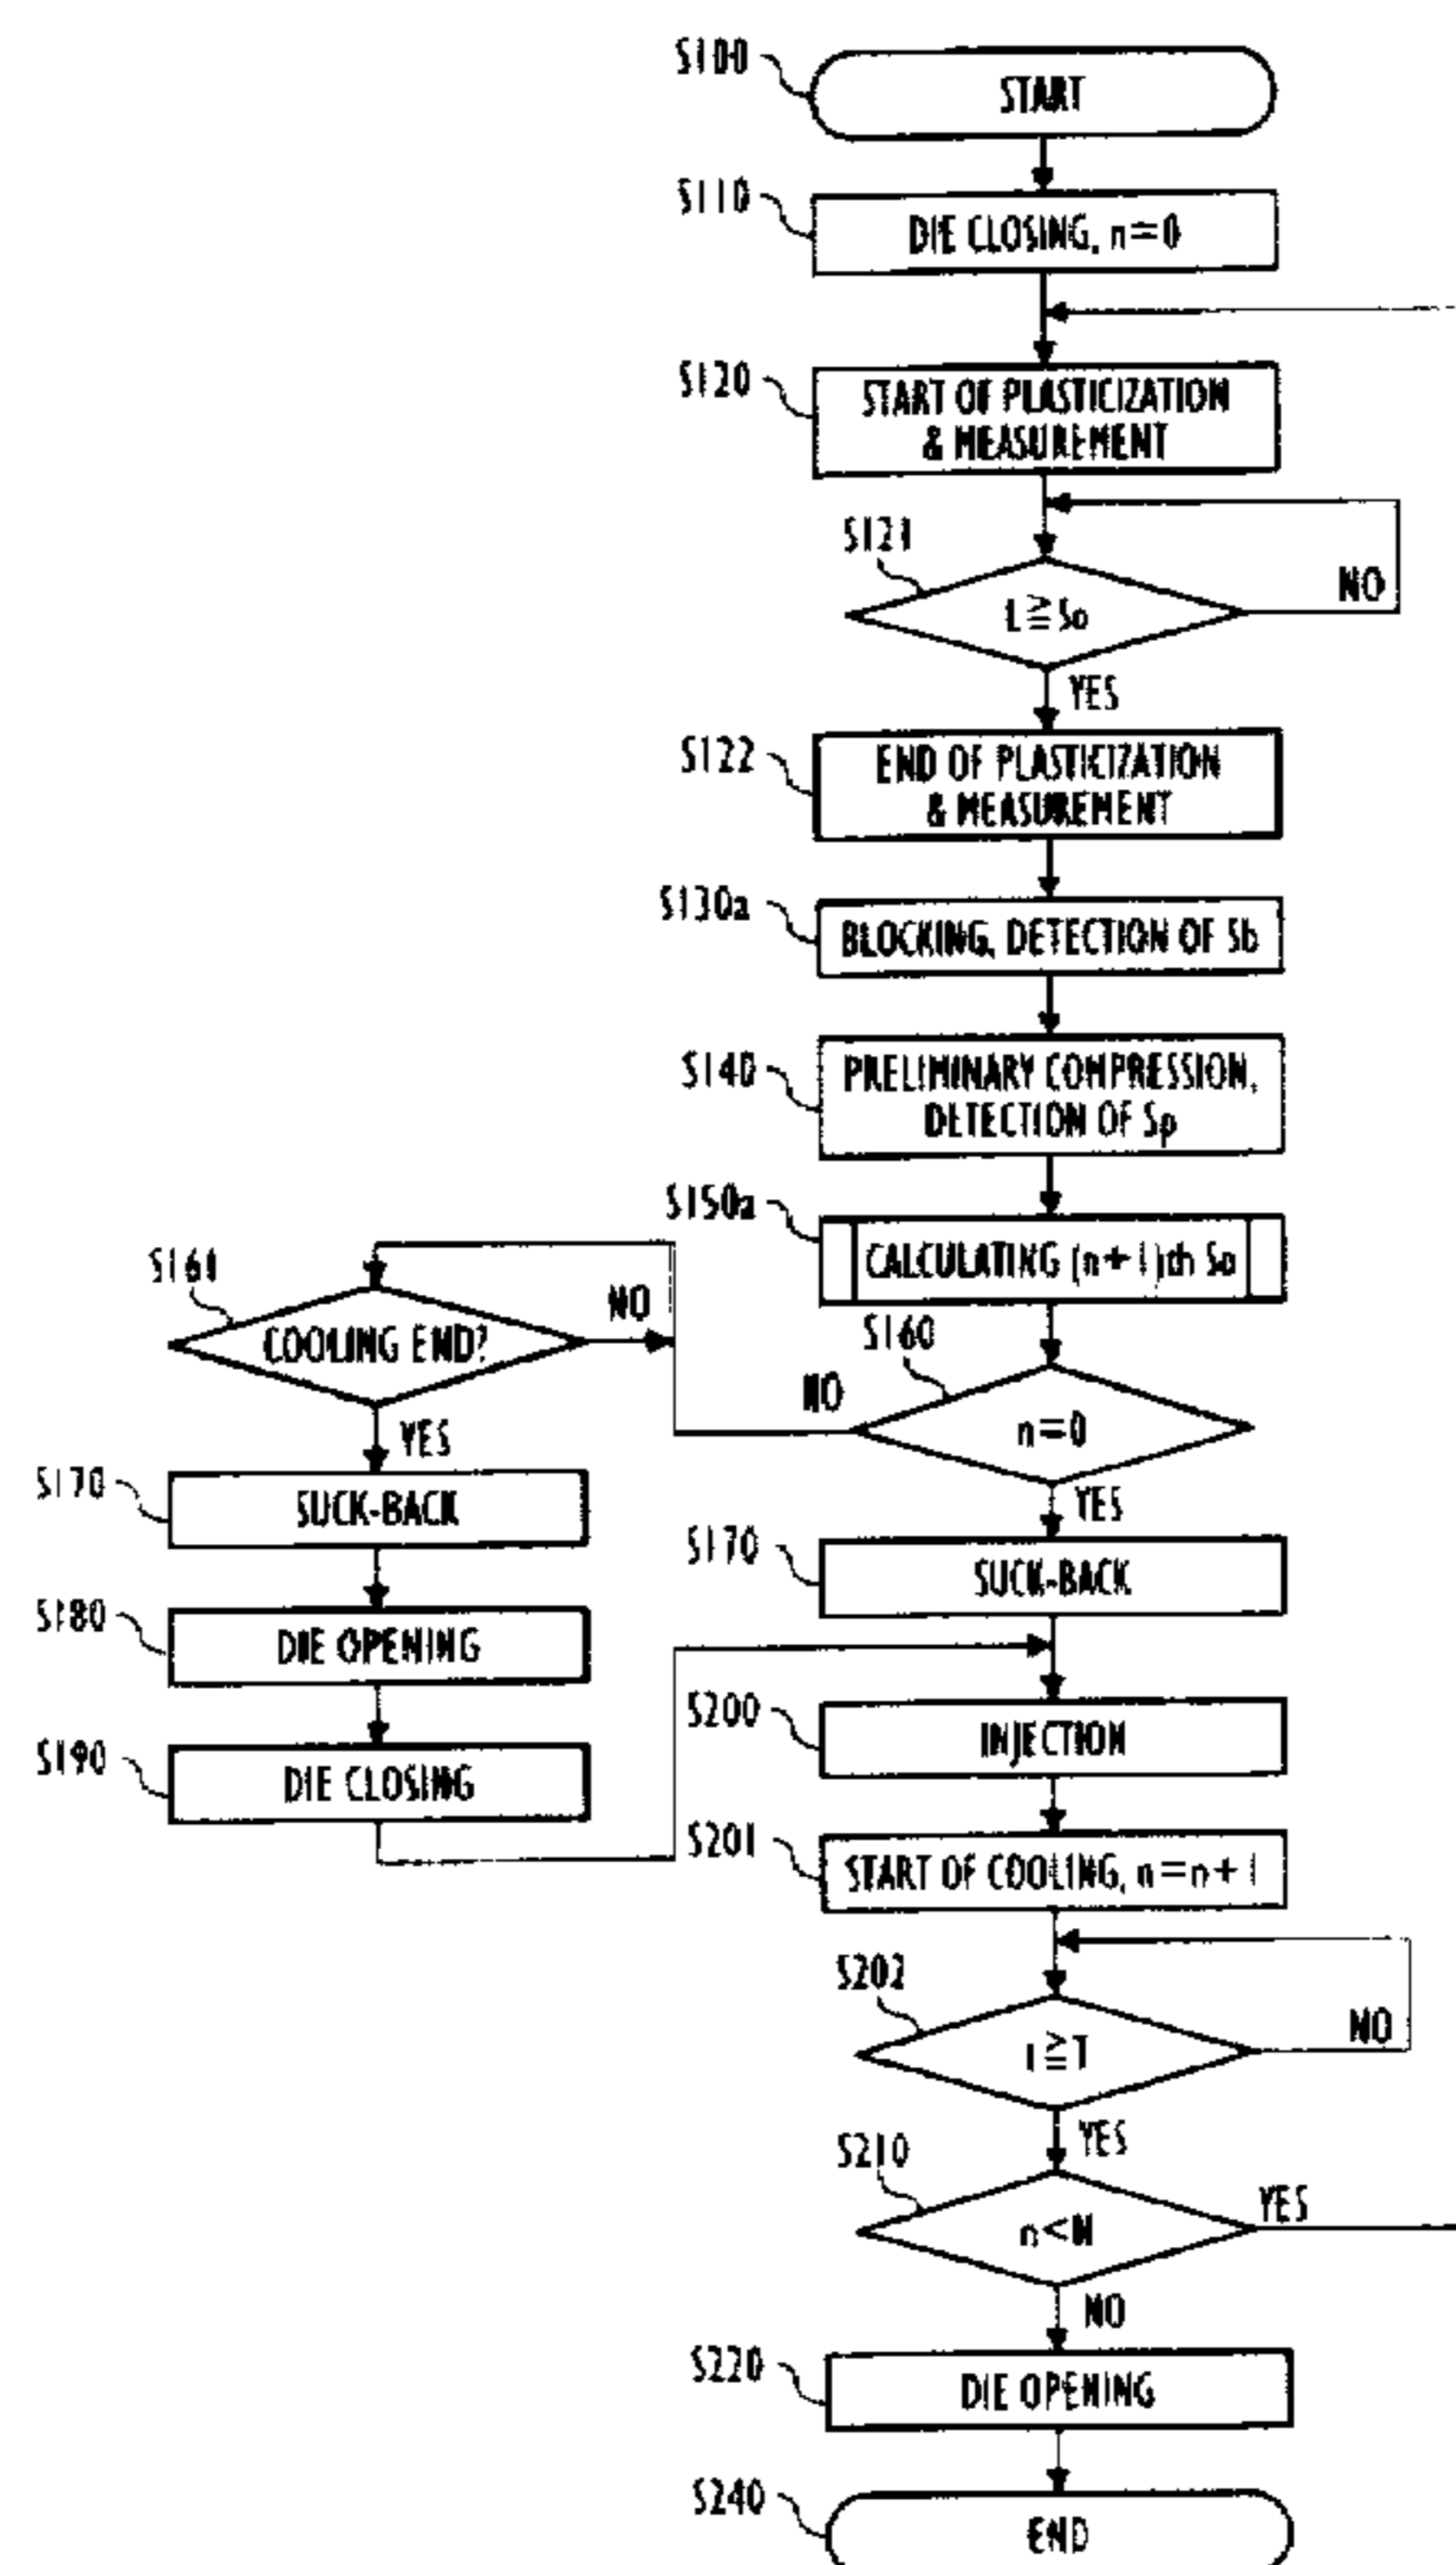 S100
START
S110
DIE CLOSING, n=0
S120
START OF PLASTICIZATION
& MEASUREMENT
S121
L≧So
NO
YES
S122
END OF PLASTICIZATION
& MEASUREMENT
S130a
BLOCKING, DETECTION OF Sb
S140
PRELIMINARY COMPRESSION,
DETECTION OF Sp
S150a
CALCULATING (n+1)th So
S160
n=0
NO
YES
S161
COOLING END?
NO
YES
S170
SUCK-BACK
S180
DIE OPENING
S190
DIE CLOSING
S170
SUCK-BACK
S200
INJECTION
S201
START OF COOLING, n=n+1
S202
t≧T
NO
YES
S210
n<M
YES
NO
S220
DIE OPENING
S240
END